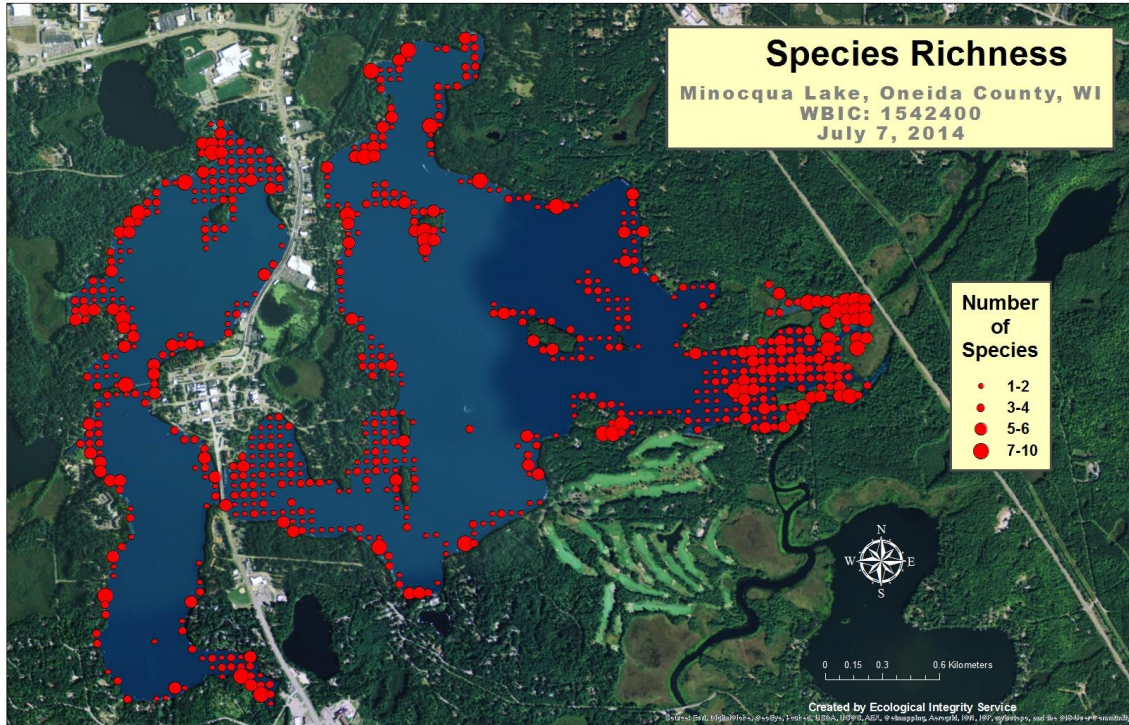 Species Richness
Minocqua Lake, Oneida County, WI
WBIC: 1542400
July 7, 2014
Number
of
Species
1-2
3-4
5-6
7-10
N
W E
S
0 0.15 0.3 0.6 Kilometers
Created by Ecological Integrity Service